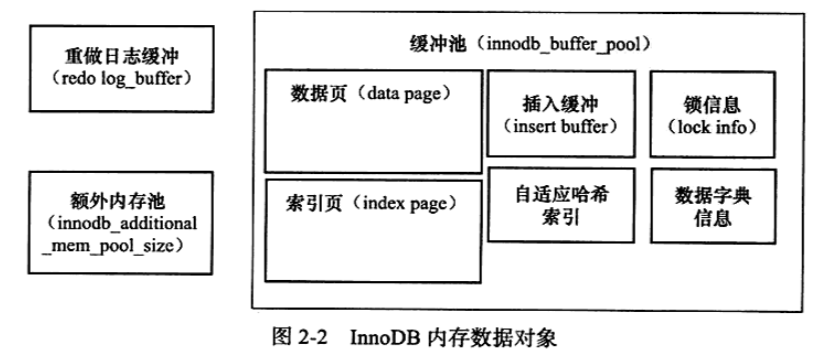 重做日志缓冲
（redo log_buffer）
额外内存池
（innodb_additional
_mem_pool_size）
缓冲池（innodb_buffer_pool）
数据页（data page）
插入缓冲
（insert buffer）
锁信息
（lock info）
索引页（index page）
自适应哈希
索引
数据字典
信息
图 2-2 InnoDB 内存数据对象